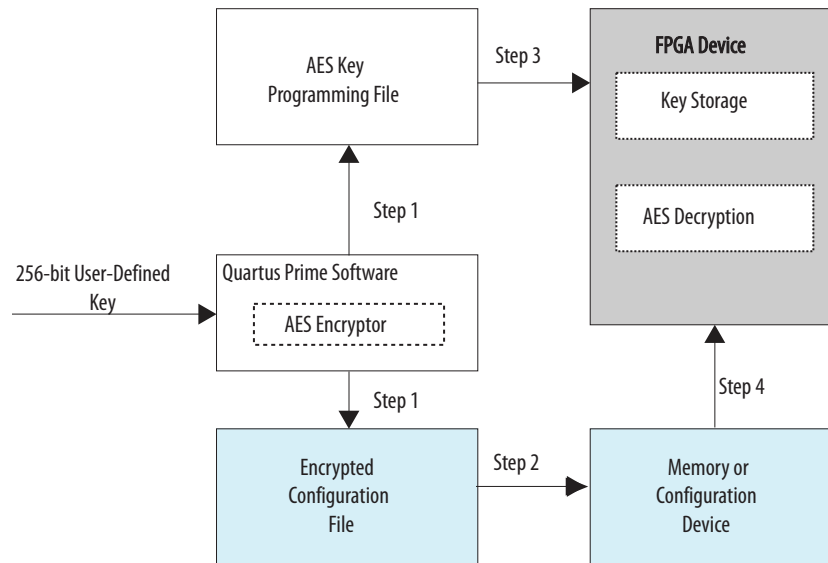 AES Key
Programming File
Step 3
FPGA Device
Key Storage
AES Decryption
Step 1
256-bit User-Defined
Key
Quartus Prime Software
AES Encryptor
Step 1
Step 4
Encrypted
Configuration
File
Step 2
Memory or
Configuration
Device